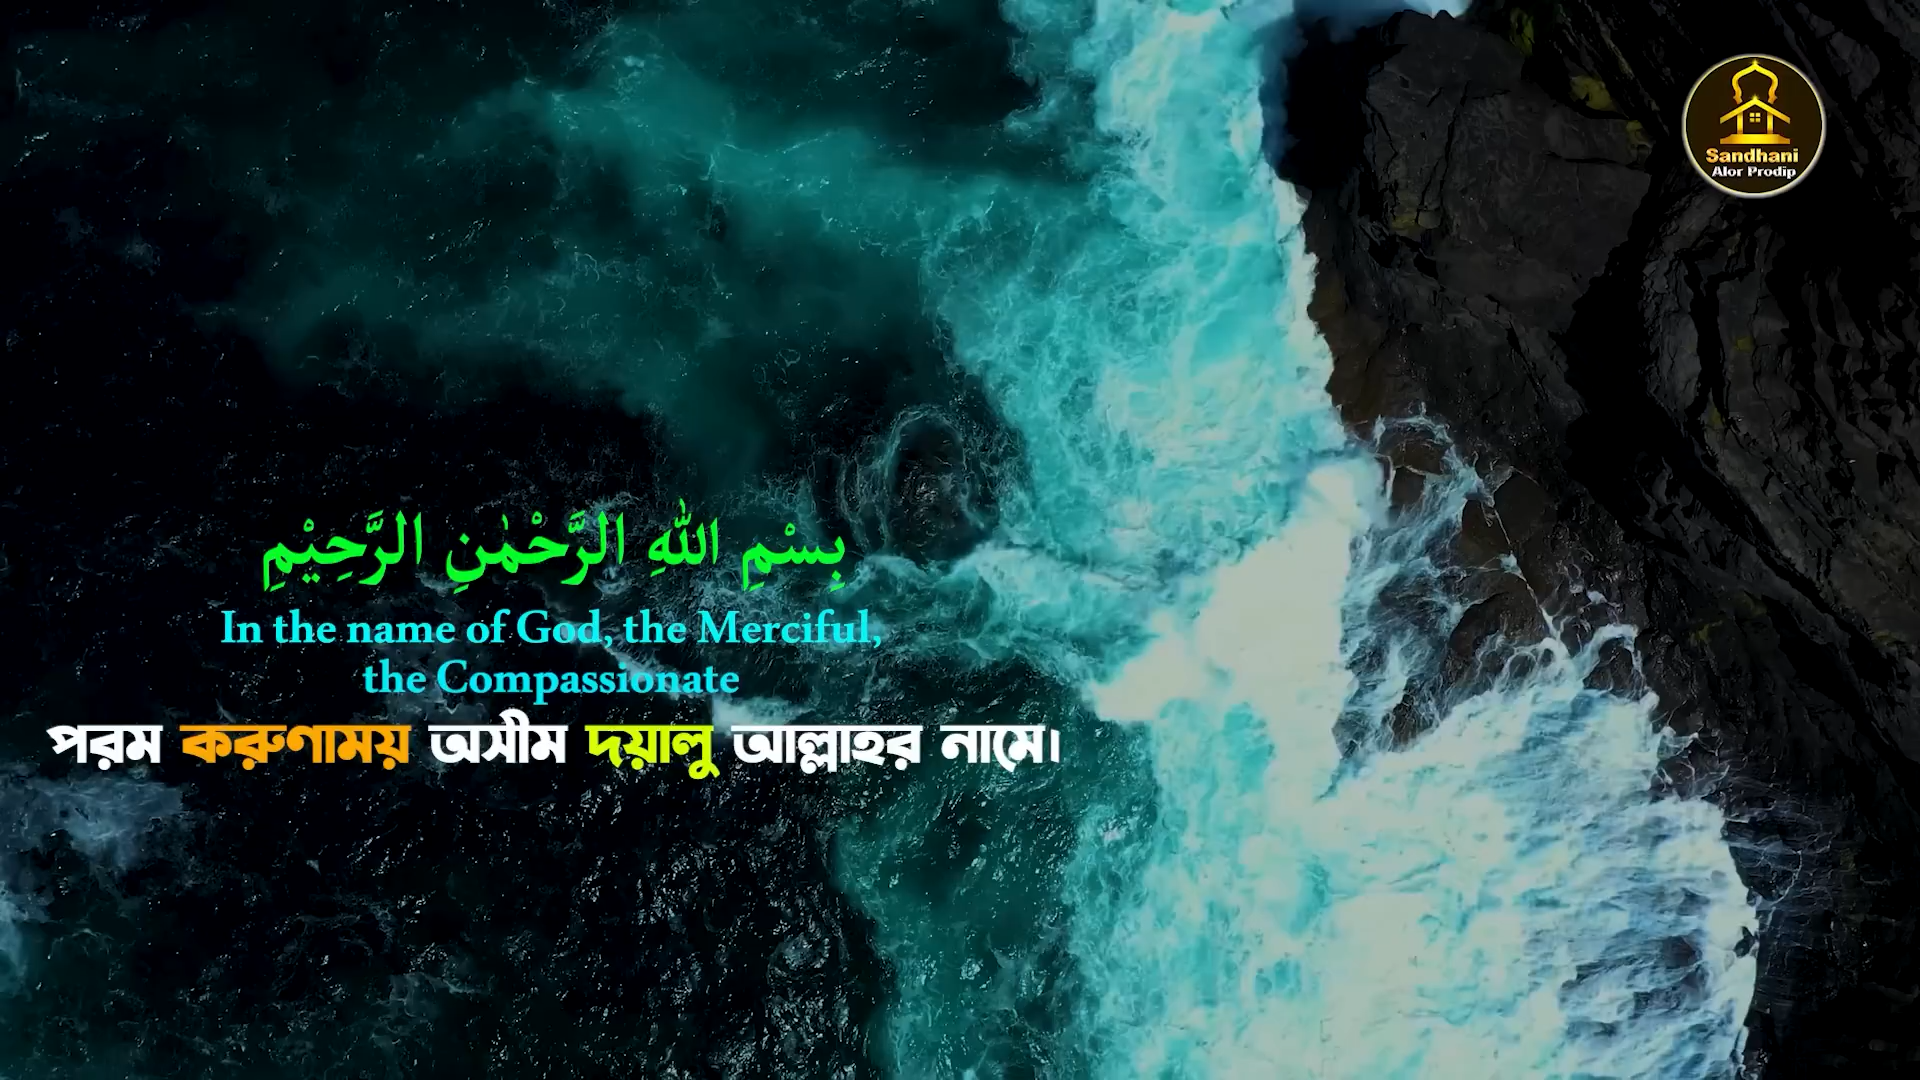 Sandhani
Alor Prodip
بِسْمِ اللهِ الرَّحْمٰنِ الرَّحِيْمِ
In the name of God, the Merciful,
the Compassionate
পরম করুণাময় অসীম দয়ালু আল্লাহর নামে।